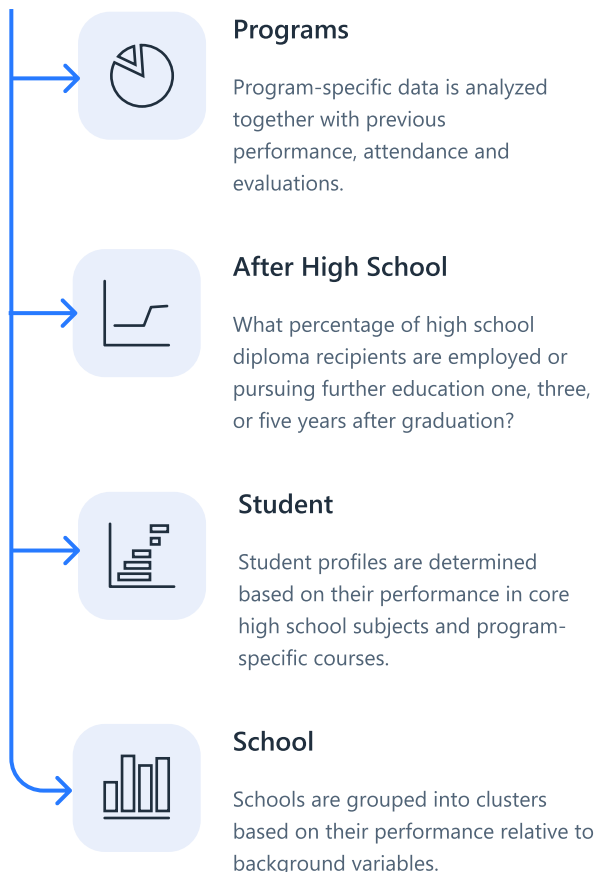 Programs
Program-specific data is analyzed
together with previous
performance, attendance and
evaluations.
After High School
What percentage of high school
diploma recipients are employed or
pursuing further education one, three,
or five years after graduation?
Student
Student profiles are determined
based on their performance in core
high school subjects and program-
specific courses.
School
Schools are grouped into clusters
based on their performance relative to
background variables.